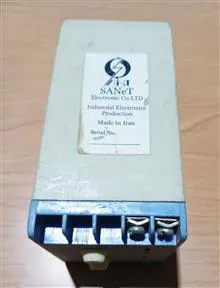 SANeT
Electronic Co.LTD
Industrial Electronics
Production
Made In Iran
Serial No.